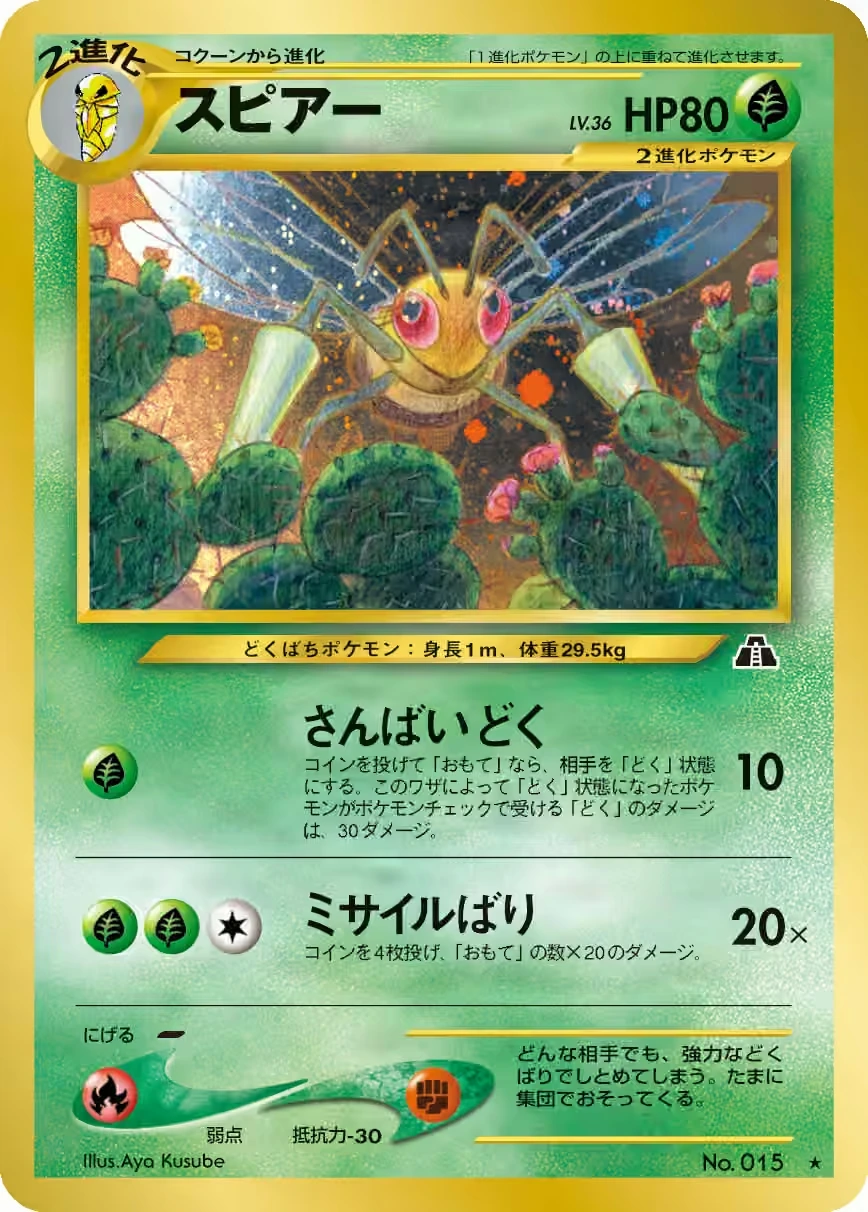 2進化
コクーンから進化
「1進化ポケモン」の上に重ねて進化させます。
スピアー
LV.36 HP80
2進化ポケモン
どくばちポケモン：身長1m、体重29.5kg
さんばいどく
コインを投げて「おもて」なら、相手を「どく」状態
にする。このワザによって「どく」状態になったポケ
モンがポケモンチェックで受ける「どく」のダメージ
は、30ダメージ。
10
ミサイルばり
コインを4枚投げ、「おもて」の数×20のダメージ。
20×
にげる
弱点
抵抗力-30
どんな相手でも、強力などく
ばりでしとめてしまう。たまに
集団でおそってくる。
Illus.Aya Kusube
No.015 ★